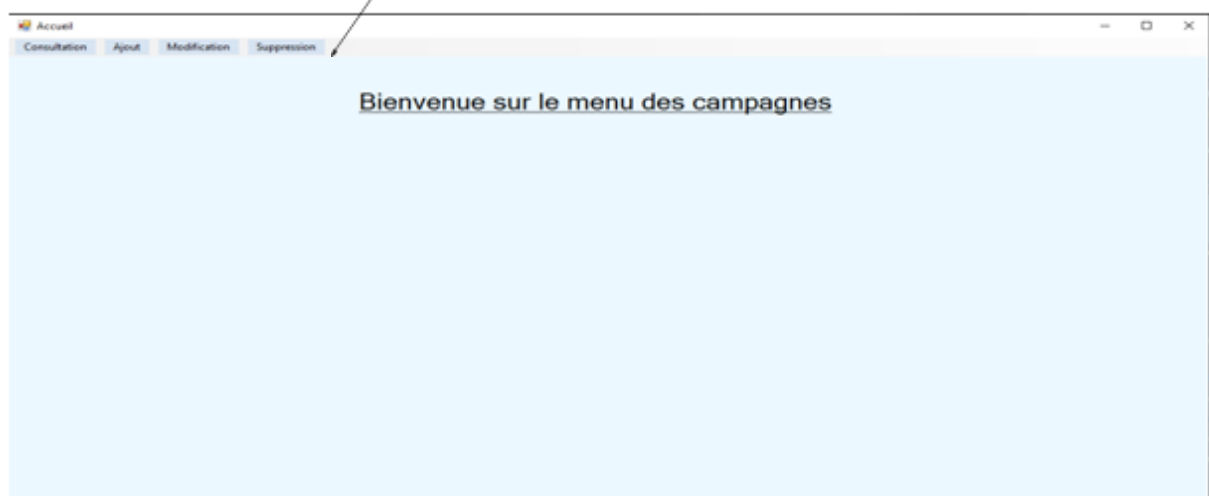 Accueil
Consultation Ajout Modification Suppression
Bienvenue sur le menu des campagnes